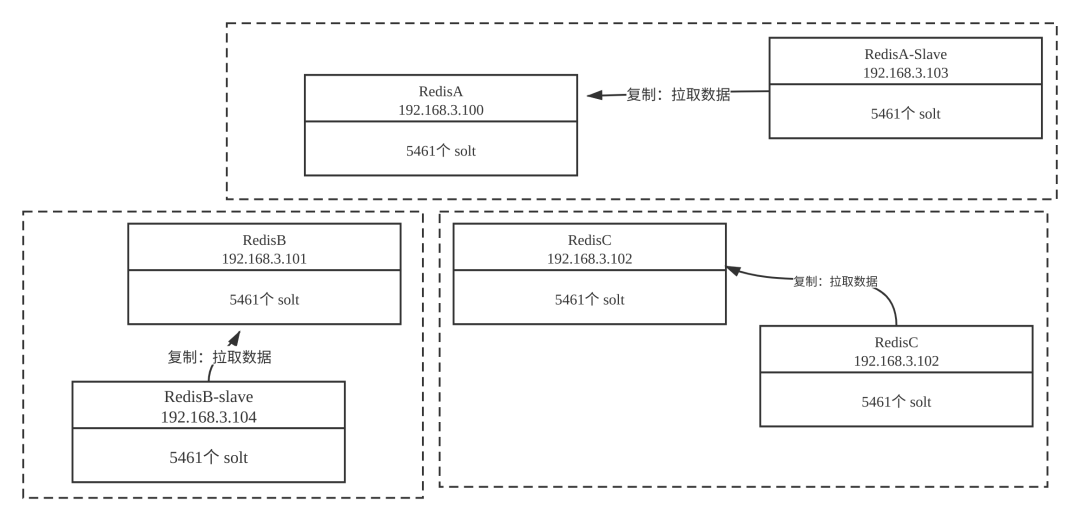 RedisA-Slave
192.168.3.103
5461个 solt
RedisA
192.168.3.100
5461个 solt
复制：拉取数据
RedisB
192.168.3.101
5461个 solt
复制：拉取数据
RedisB-slave
192.168.3.104
5461个 solt
RedisC
192.168.3.102
5461个 solt
复制：拉取数据
RedisC
192.168.3.102
5461个 solt